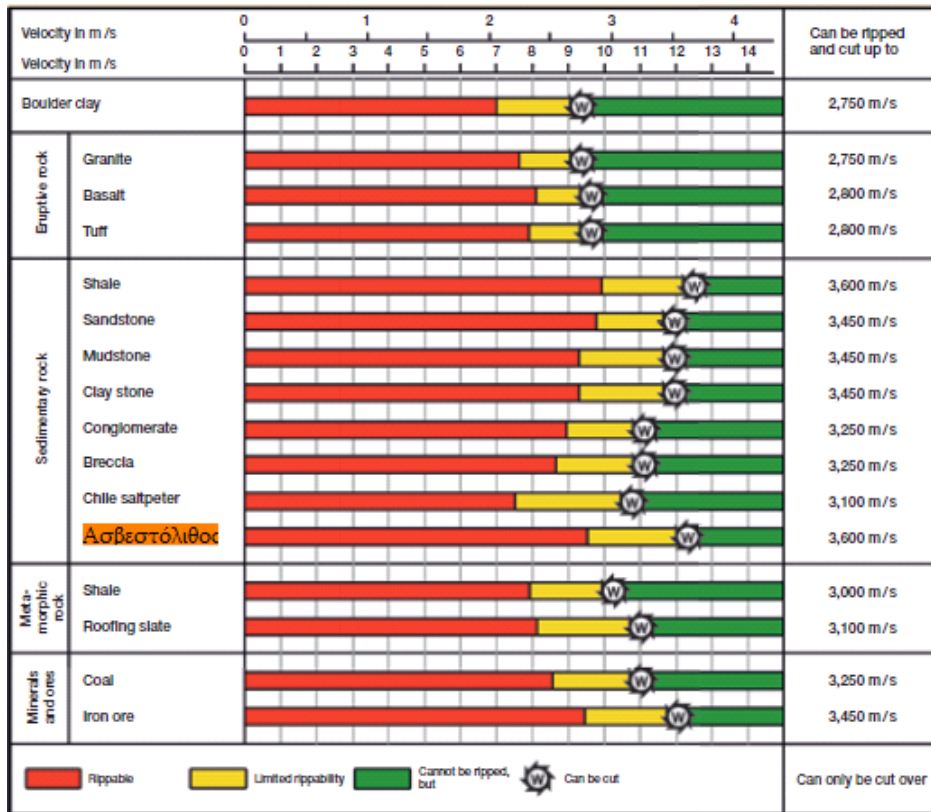 0 1 2 3 4
Velocity in m/s
0 1 2 3 4 5 6 7 8 9 10 11 12 13 14
Velocity in m/s
Can be ripped
and cut up to
Boulder clay W 2,750 m/s
Eruptive rock
Granite W 2,750 m/s
Basalt W 2,800 m/s
Tuff W 2,800 m/s
Sedimentary rock
Shale W 3,600 m/s
Sandstone W 3,450 m/s
Mudstone W 3,450 m/s
Clay stone W 3,450 m/s
Conglomerate W 3,250 m/s
Breccia W 3,250 m/s
Chile saltpeter W 3,100 m/s
Ασβεστόλιθος W 3,600 m/s
Meta-
morphic
rock
Shale W 3,000 m/s
Roofing slate W 3,100 m/s
Minerals
and ores
Coal W 3,250 m/s
Iron ore W 3,450 m/s
Rippable
Limited rippability
Cannot be ripped,
but
W Can be cut
Can only be cut over